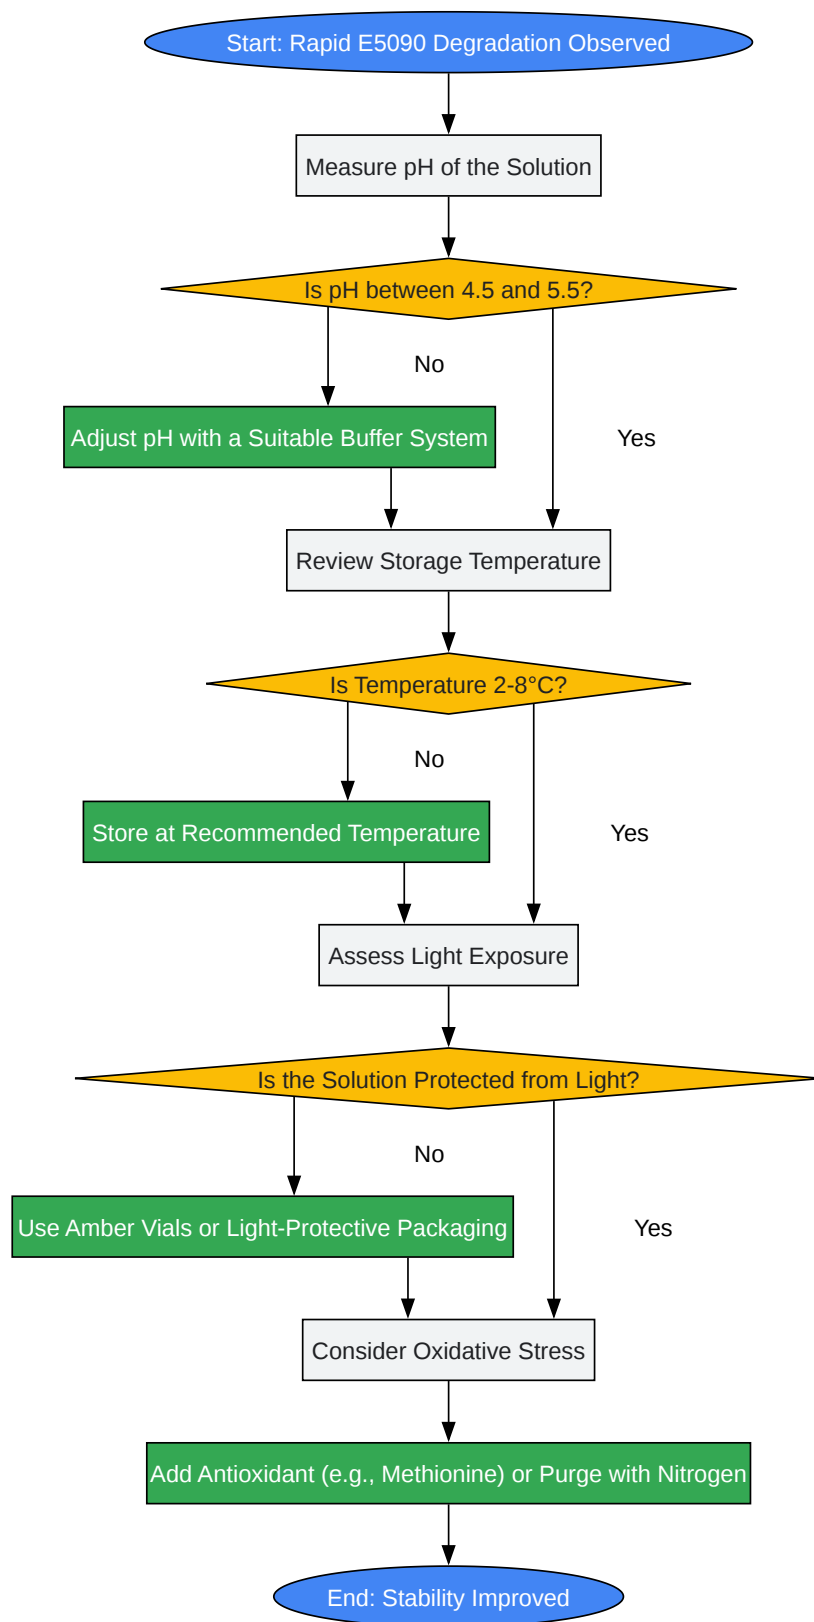 Start: Rapid E5090 Degradation Observed
Measure pH of the Solution
Is pH between 4.5 and 5.5?
No
Adjust pH with a Suitable Buffer System
Yes
Review Storage Temperature
Is Temperature 2-8°C?
No
Store at Recommended Temperature
Yes
Assess Light Exposure
Is the Solution Protected from Light?
No
Use Amber Vials or Light-Protective Packaging
Yes
Consider Oxidative Stress
Add Antioxidant (e.g., Methionine) or Purge with Nitrogen
End: Stability Improved